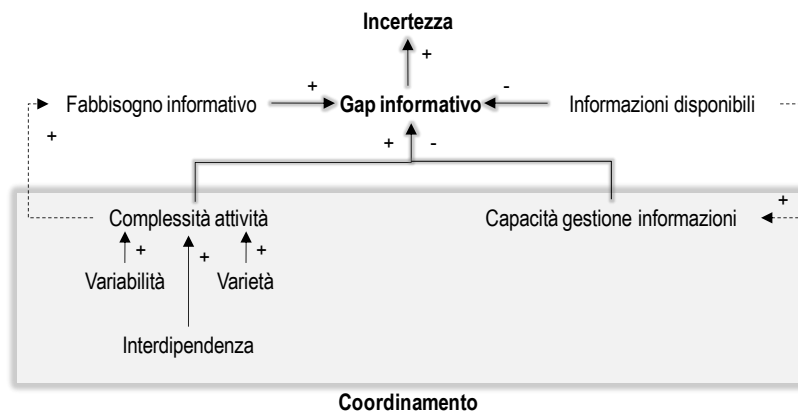 Incertezza
+
Fabbisogno informativo + Gap informativo - Informazioni disponibili
+ + - 
Complessità attività Capacità gestione informazioni +
+ + +
Variabilità Varietà
Interdipendenza
Coordinamento